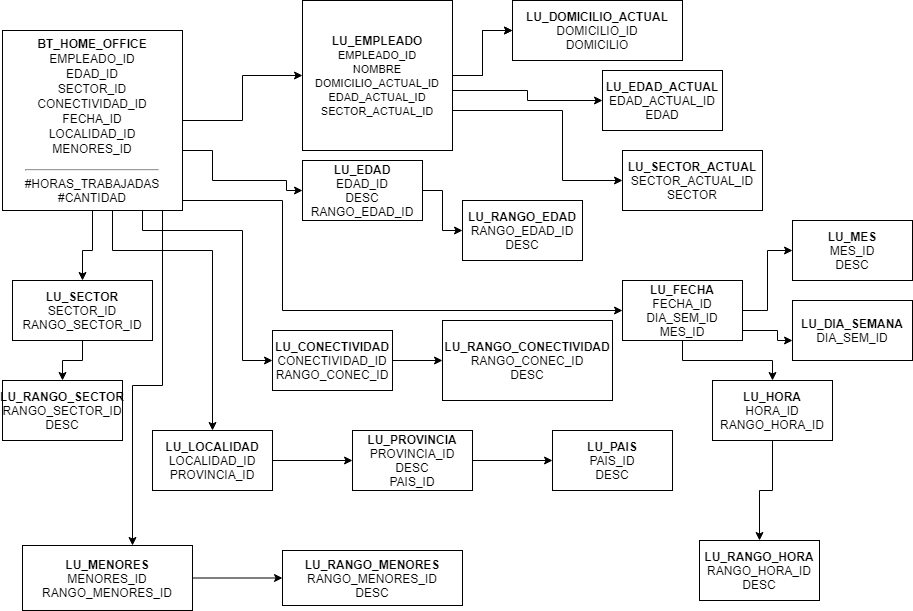 BT_HOME_OFFICE
EMPLEADO_ID
EDAD_ID
SECTOR_ID
CONECTIVIDAD_ID
FECHA_ID
LOCALIDAD_ID
MENORES_ID
#HORAS_TRABAJADAS
#CANTIDAD
LU_EMPLEADO
EMPLEADO_ID
NOMBRE
DOMICILIO_ACTUAL_ID
EDAD_ACTUAL_ID
SECTOR_ACTUAL_ID
LU_DOMICILIO_ACTUAL
DOMICILIO_ID
DOMICILIO
LU_EDAD_ACTUAL
EDAD_ACTUAL_ID
EDAD
LU_SECTOR_ACTUAL
SECTOR_ACTUAL_ID
SECTOR
LU_EDAD
EDAD_ID
DESC
RANGO_EDAD_ID
LU_RANGO_EDAD
RANGO_EDAD_ID
DESC
LU_MES
MES_ID
DESC
LU_FECHA
FECHA_ID
DIA_SEM_ID
MES_ID
LU_DIA_SEMANA
DIA_SEM_ID
LU_SECTOR
SECTOR_ID
RANGO_SECTOR_ID
LU_CONECTIVIDAD
CONECTIVIDAD_ID
RANGO_CONEC_ID
LU_RANGO_CONECTIVIDAD
RANGO_CONEC_ID
DESC
LU_RANGO_SECTOR
RANGO_SECTOR_ID
DESC
LU_HORA
HORA_ID
RANGO_HORA_ID
LU_LOCALIDAD
LOCALIDAD_ID
PROVINCIA_ID
LU_PROVINCIA
PROVINCIA_ID
DESC
PAIS_ID
LU_PAIS
PAIS_ID
DESC
LU_MENORES
MENORES_ID
RANGO_MENORES_ID
LU_RANGO_MENORES
RANGO_MENORES_ID
DESC
LU_RANGO_HORA
RANGO_HORA_ID
DESC